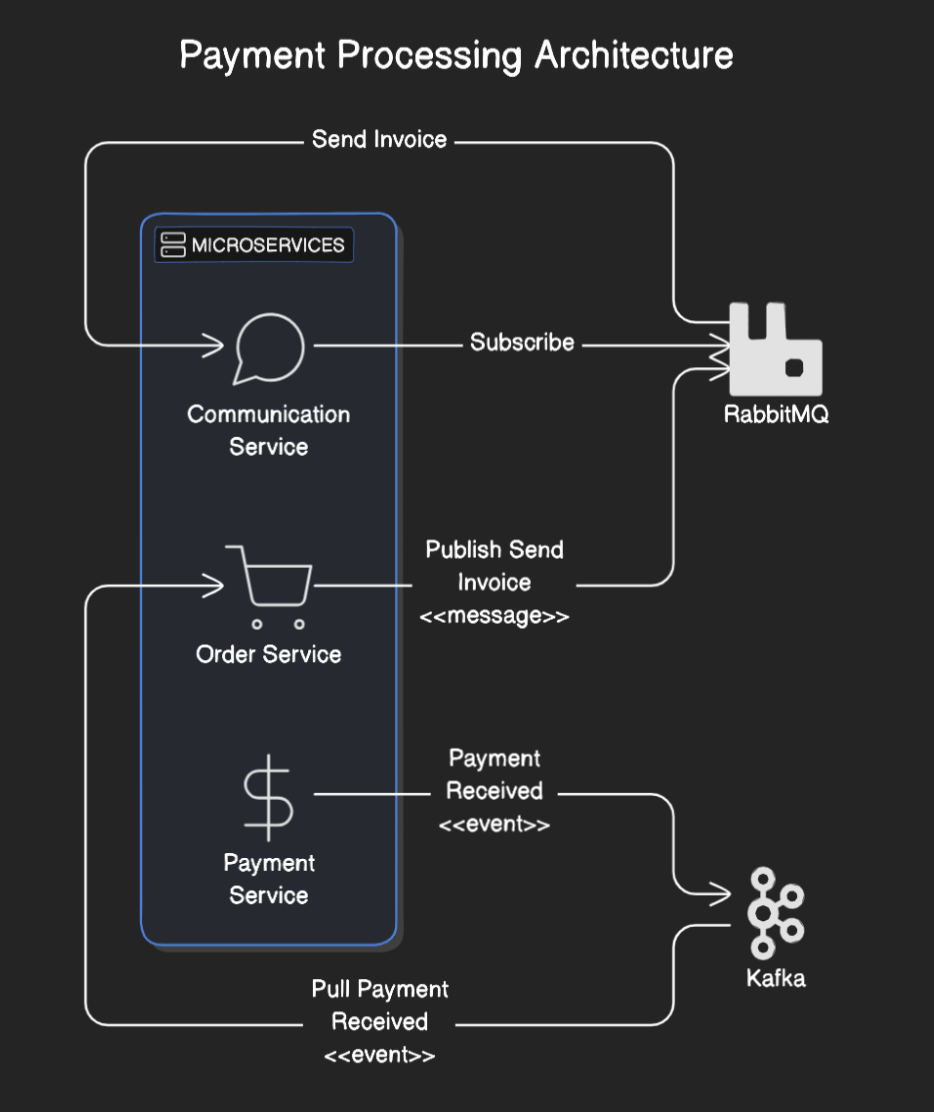 Payment Processing Architecture
Send Invoice
MICROSERVICES
Subscribe
RabbitMQ
Communication
Service
Publish Send
Invoice
<<message>>
Order Service
Payment
Received
<<event>>
Payment
Service
Kafka
Pull Payment
Received
<<event>>